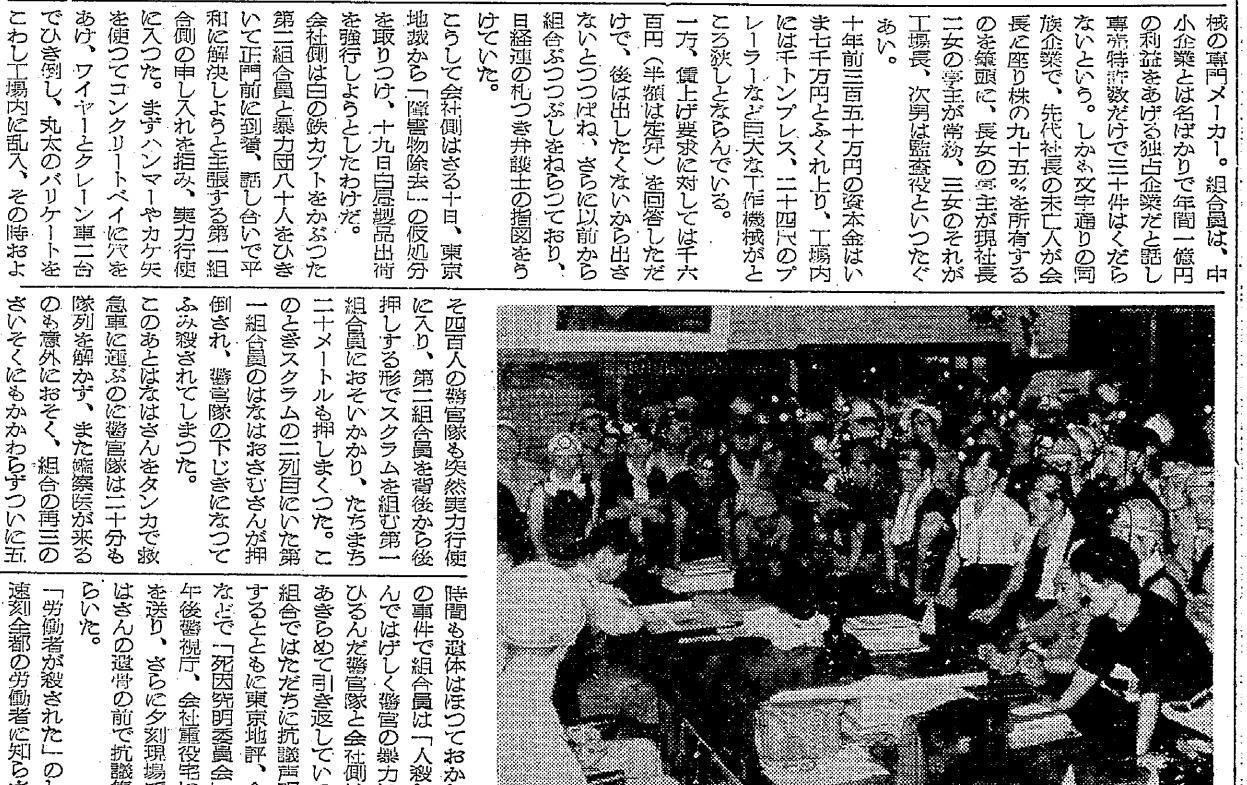 械の専門メーカー。組合員は、中
小企業とは名ばかりで年間一億円
の利益をあげる独占企業だと話し
専売特許数だけで三十件はくだら
ないという。しかも文字通りの同
族企業で、先代社長の未亡人が会
長に座り株の九十五%を所有する
のを筆頭に、長女の亭主が現社長
二女の亭主が常務、三女のそれが
工場長、次男は監査役といつたぐ
あい。
十年前三百五十万円の資本金はい
ま七千万円とふくれ上り、工場内
には千トンプレス、二十四尺のプ
レーラーなど巨大な工作機械がと
ころ狭しとならんでいる。
一方、賃上げ要求に対しては千六
百円(半額は定昇)を回答しただ
けで、後は出したくないから出さ
ないとつつぱね、さらに以前から
組合ぶつつぶしをねらつており、
日経連の札つき弁護士の指図をう
けていた。
こうして会社側はさる十日、東京
地裁から「障害物除去」の仮処分
を取りつけ、十九日白昼製品出荷
を強行しようとしたわけだ。
会社側は白の鉄カブトをかぶつた
第二組合員と暴力団八十人をひき
いて正門前に到着、話し合いで平
和に解決しようと主張する第一組
合側の申し入れを拒み、実力行使
に入つた。まずハンマーやカケ矢
を使つてコンクリートベイに穴を
あけ、ワイヤーとクレーン車二台
でひき倒し、丸太のバリケートを
こわし工場内に乱入、その時およ
そ四百人の警官隊も突然実力行使
に入り、第二組合員を背後から後
押しする形でスクラムを組む第一
組合員におそいかかり、たちまち
二十メートルも押しまくつた。こ
のときスクラムの二列目にいた第
一組合員のはなはおさむさんが押
倒され、警官隊の下じきになつて
ふみ殺されてしまつた。
このあとはなはさんをタンカで救
急車に運ぶのに警官隊は二十分も
隊列を解かず、また警察医が来る
のも意外におそく、組合の再三の
さいそくにもかかわらずついに五
時間も遺体はほつておか
の事件で組合員は「人殺
んではげしく警官の暴力
ひるんだ警官隊と会社側
あきらめて引き返してい
組合ではただちに抗議声明
するとともに東京地評、
などで「死因究明委員会
午後警視庁、会社重役宅
を送り、さらに夕刻現場
はさんの遺骨の前で抗議
らいた。
「労働者が殺された」の
速刻全都の労働者に知ら